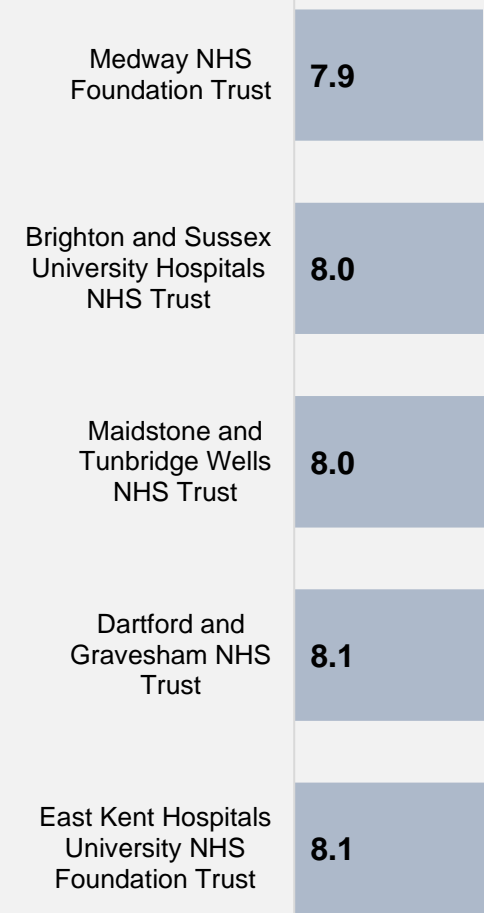 Medway NHS
Foundation Trust
7.9
Brighton and Sussex
University Hospitals
NHS Trust
8.0
Maidstone and
Tunbridge Wells
NHS Trust
8.0
Dartford and
Gravesham NHS
Trust
8.1
East Kent Hospitals
University NHS
Foundation Trust
8.1